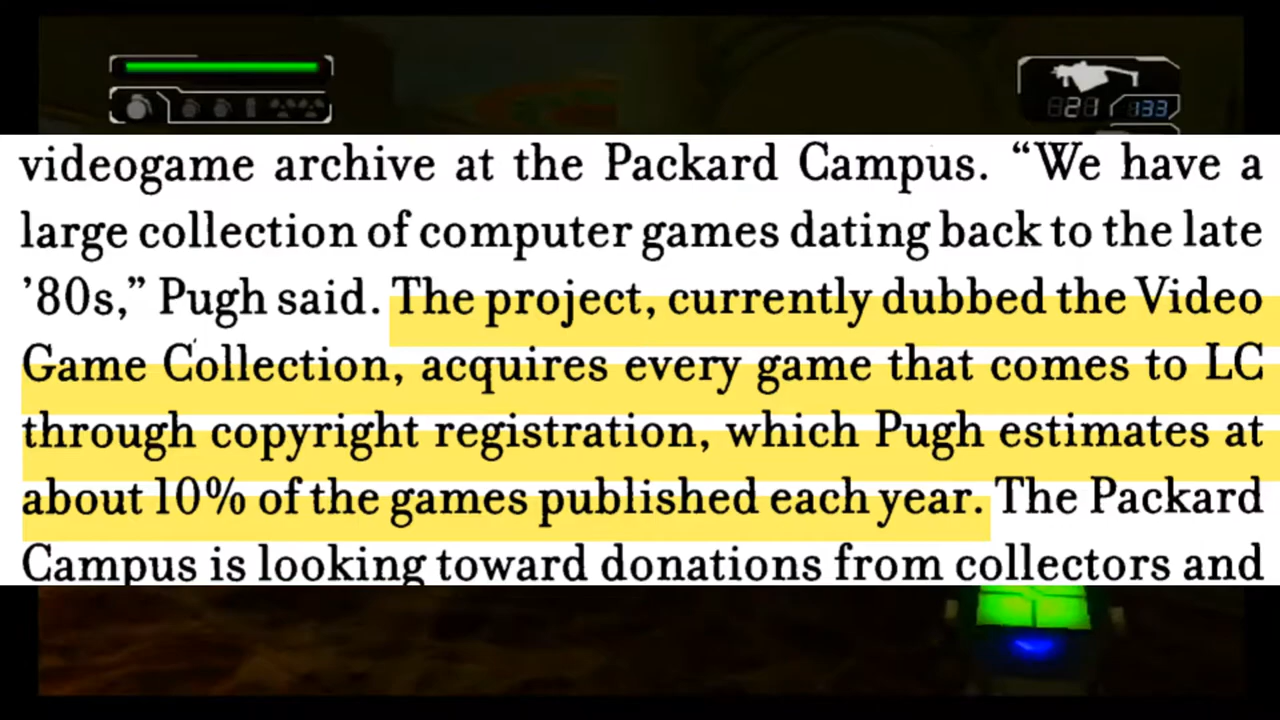 21 133
videogame archive at the Packard Campus. “We have a
large collection of computer games dating back to the late
’80s,” Pugh said. The project, currently dubbed the Video
Game Collection, acquires every game that comes to LC
through copyright registration, which Pugh estimates at
about 10% of the games published each year. The Packard
Campus is looking toward donations from collectors and